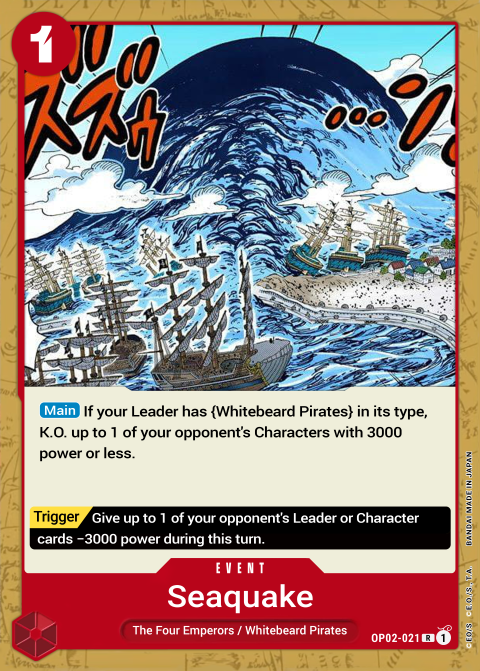 1
ズズゥ
…ン
Main If your Leader has {Whitebeard Pirates} in its type,
K.O. up to 1 of your opponent's Characters with 3000
power or less.
Trigger Give up to 1 of your opponent's Leader or Character
cards −3000 power during this turn.
EVENT
Seaquake
The Four Emperors / Whitebeard Pirates
OP02-021 R 1
BANDAI MADE IN JAPAN